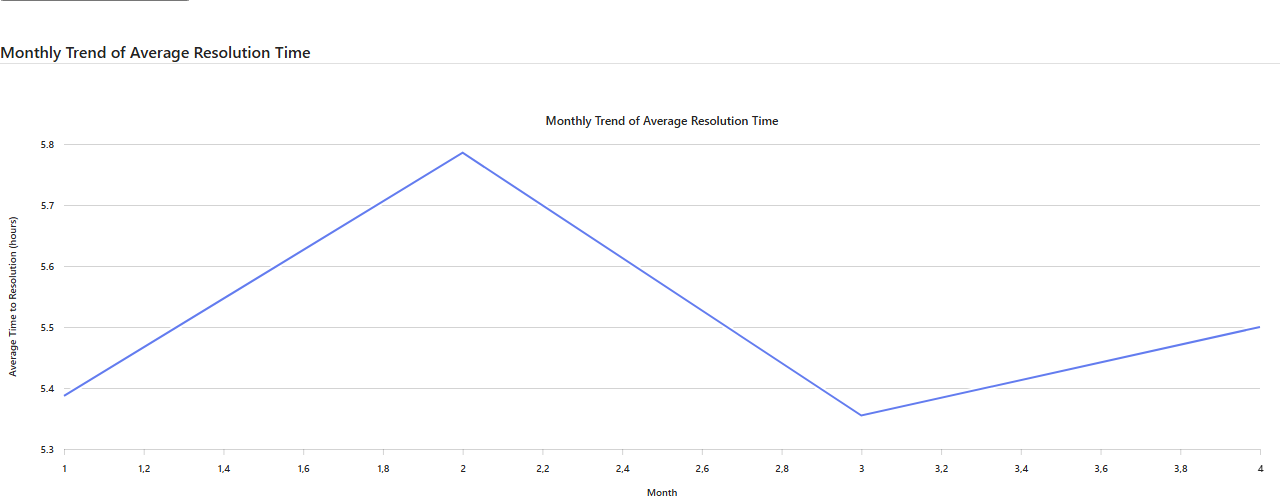 Monthly Trend of Average Resolution Time
Monthly Trend of Average Resolution Time
Average Time to Resolution (hours)
5.8
5.7
5.6
5.5
5.4
5.3
1 1,2 1,4 1,6 1,8 2 2,2 2,4 2,6 2,8 3 3,2 3,4 3,6 3,8 4
Month